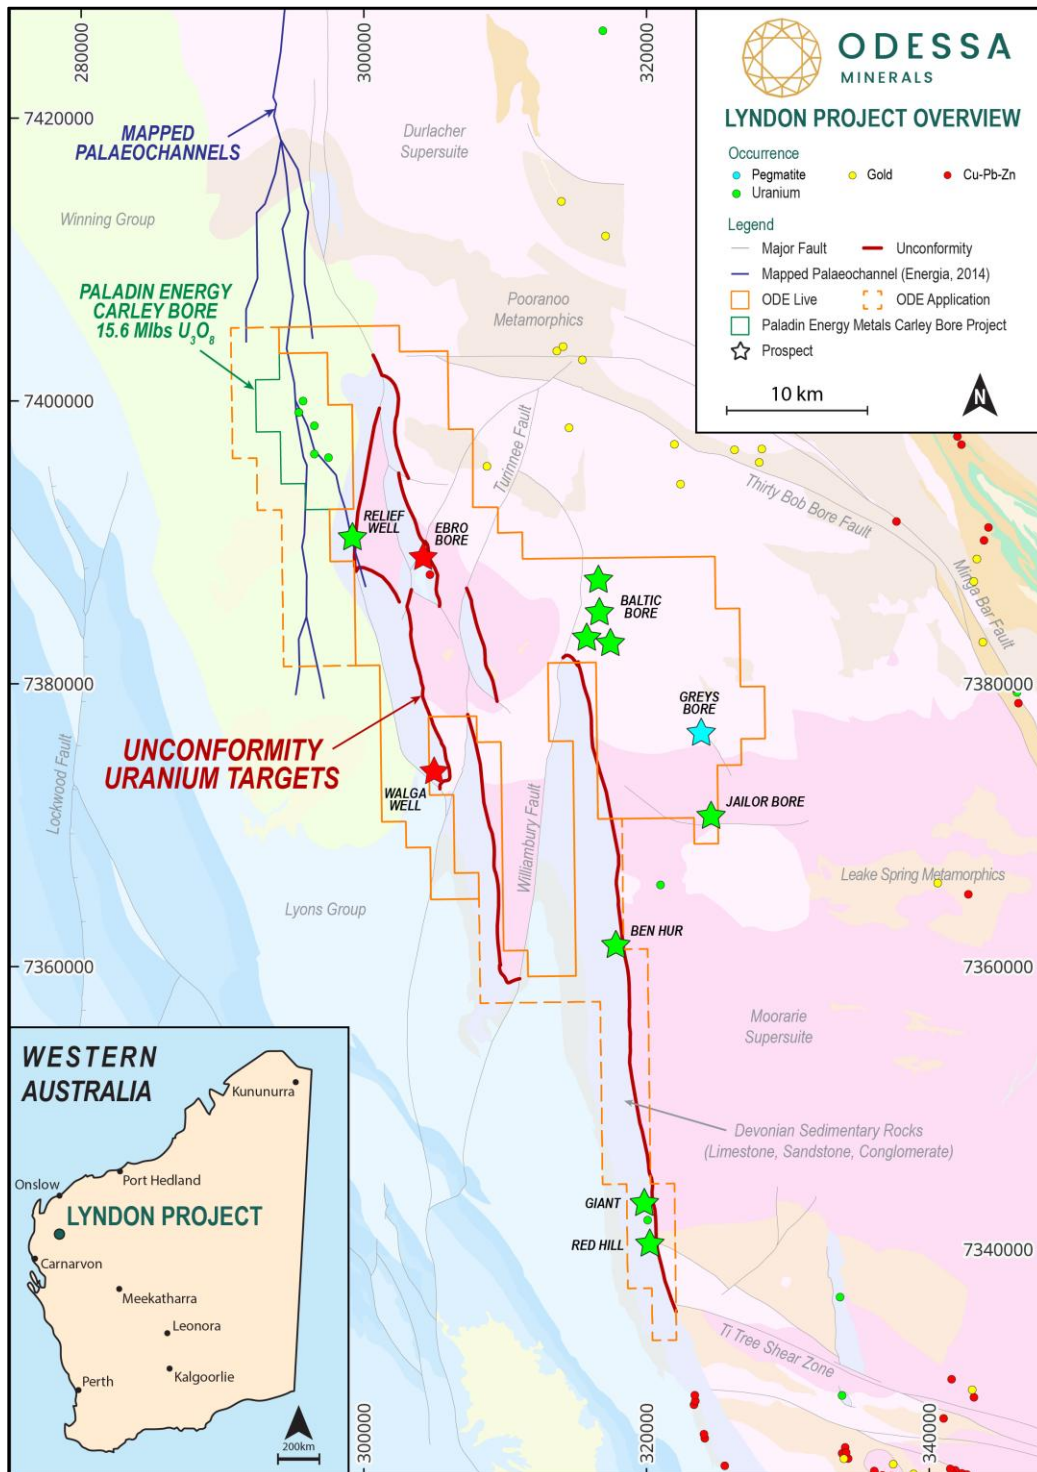 280000
300000
320000
ODESSA
MINERALS
LYNDON PROJECT OVERVIEW
Occurrence
Pegmatite
Gold
Cu-Pb-Zn
Uranium
Legend
Major Fault
Unconformity
Mapped Palaeochannel (Energia, 2014)
ODE Live
ODE Application
Paladin Energy Metals Carley Bore Project
Prospect
10 km
N
7420000
MAPPED
PALAEOCHANNELS
Durlacher
Supersuite
Winning Group
PALADIN ENERGY
CARLEY BORE
15.6 Mlbs U3O8
Pooranoo
Metamorphics
7400000
Turinnee Fault
Thirty Bob Bore Fault
Minga Bar Fault
RELIEF
WELL
EBRO
BORE
BALTIC
BORE
7380000
7380000
GREYS
BORE
UNCONFORMITY
URANIUM TARGETS
Lockwood Fault
WALGA
WELL
JAILOR BORE
Williambury Fault
Leake Spring Metamorphics
Lyons Group
BEN HUR
7360000
7360000
Moorarie
Supersuite
Devonian Sedimentary Rocks
(Limestone, Sandstone, Conglomerate)
GIANT
RED HILL
7340000
Ti Tree Shear Zone
WESTERN
AUSTRALIA
Kununurra
Port Hedland
Onslow
LYNDON PROJECT
Carnarvon
Meekatharra
Leonora
Kalgoorlie
Perth
200km
300000
320000
340000